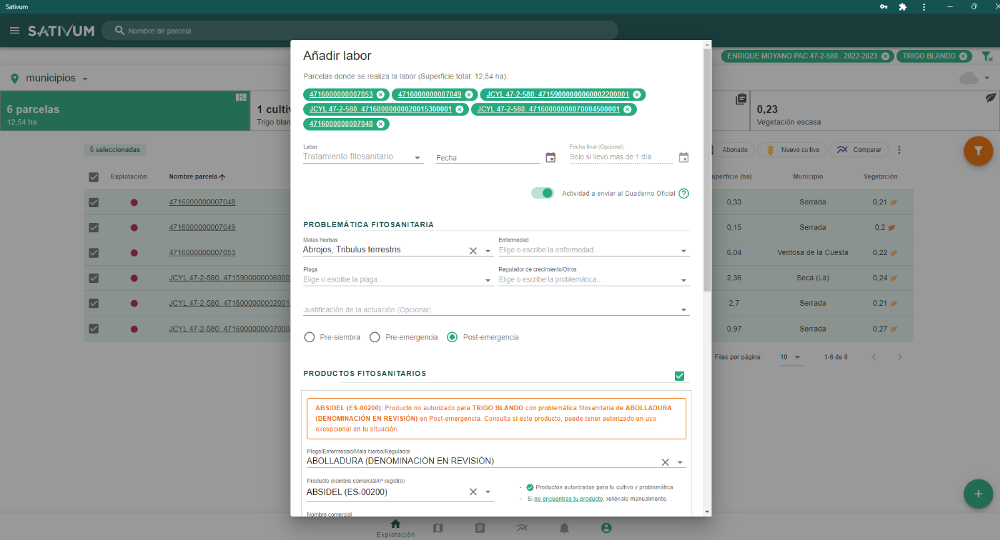 Sativum
SATIVUM
Nombre de parcela
ENRIQUE MOYANO PAC 47-2-580 . 2022-2023
TRIGO BLANDO
municipios
6 parcelas
12,54 ha
1 culti
Trigo blan
0,23
Vegetación escasa
6 seleccionadas
Abonado
Nuevo cultivo
Comparar
Explotación
Nombre parcela
uperficie (ha)
Municipio
Vegetación
4716000000007048
0,33
Serrada
0,21
4716000000007049
0,15
Serrada
0,2
4716000000007053
6,04
Ventosa de la Cuesta
0,22
JCYL 47-2-580. 4715900000006000
2,36
Seca (La)
0,24
JCYL 47-2-580. 4716000000002001
2,7
Serrada
0,21
JCYL 47-2-580. 4716000000007000
0,97
Serrada
0,27
Filas por página:
10
1-6 de 6
Añadir labor
Parcelas donde se realiza la labor (Superficie total: 12,54 ha):
4716000000007053
4716000000007049
JCYL 47-2-580. 47159000000060002200001
JCYL 47-2-580. 47160000000020015300001
JCYL 47-2-580. 47160000000070004500001
4716000000007048
Labor
Tratamiento fitosanitario
Fecha
Fecha final (Opcional)
Solo si llevó más de 1 día
Actividad a enviar al Cuaderno Oficial
?
PROBLEMÁTICA FITOSANITARIA
Malas hierbas
Abrojos, Tribulus terrestris
Enfermedad
Elige o escribe la enfermedad...
Plaga
Elige o escribe la plaga...
Regulador de crecimiento/Otros
Elige o escribe la problemática...
Justificación de la actuación (Opcional)
Pre-siembra
Pre-emergencia
Post-emergencia
PRODUCTOS FITOSANITARIOS
ABSIDEL (ES-00200): Producto no autorizado para TRIGO BLANDO con problemática fitosanitaria de ABOLLADURA
(DENOMINACIÓN EN REVISIÓN) en Post-emergencia. Consulta si este producto, puede tener autorizado un uso
excepcional en tu situación.
Plaga/Enfermedad/Mala hierba/Regulador
ABOLLADURA (DENOMINACIÓN EN REVISIÓN)
Producto (nombre comercial/nº registro)
ABSIDEL (ES-00200)
- Productos autorizados para tu cultivo y problemática.
- Si no encuentras tu producto, rellénalo manualmente.
Nombre comercial
Explotación